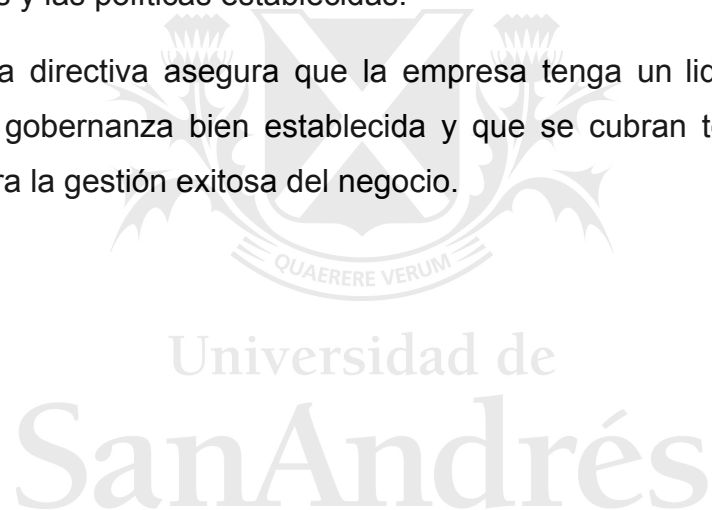 s y las políticas establecidas.
a directiva asegura que la empresa tenga un
gobernanza bien establecida y que se cubran
ra la gestión exitosa del negocio.
QUAERERE VERUM
Universidad de
SanAndrés